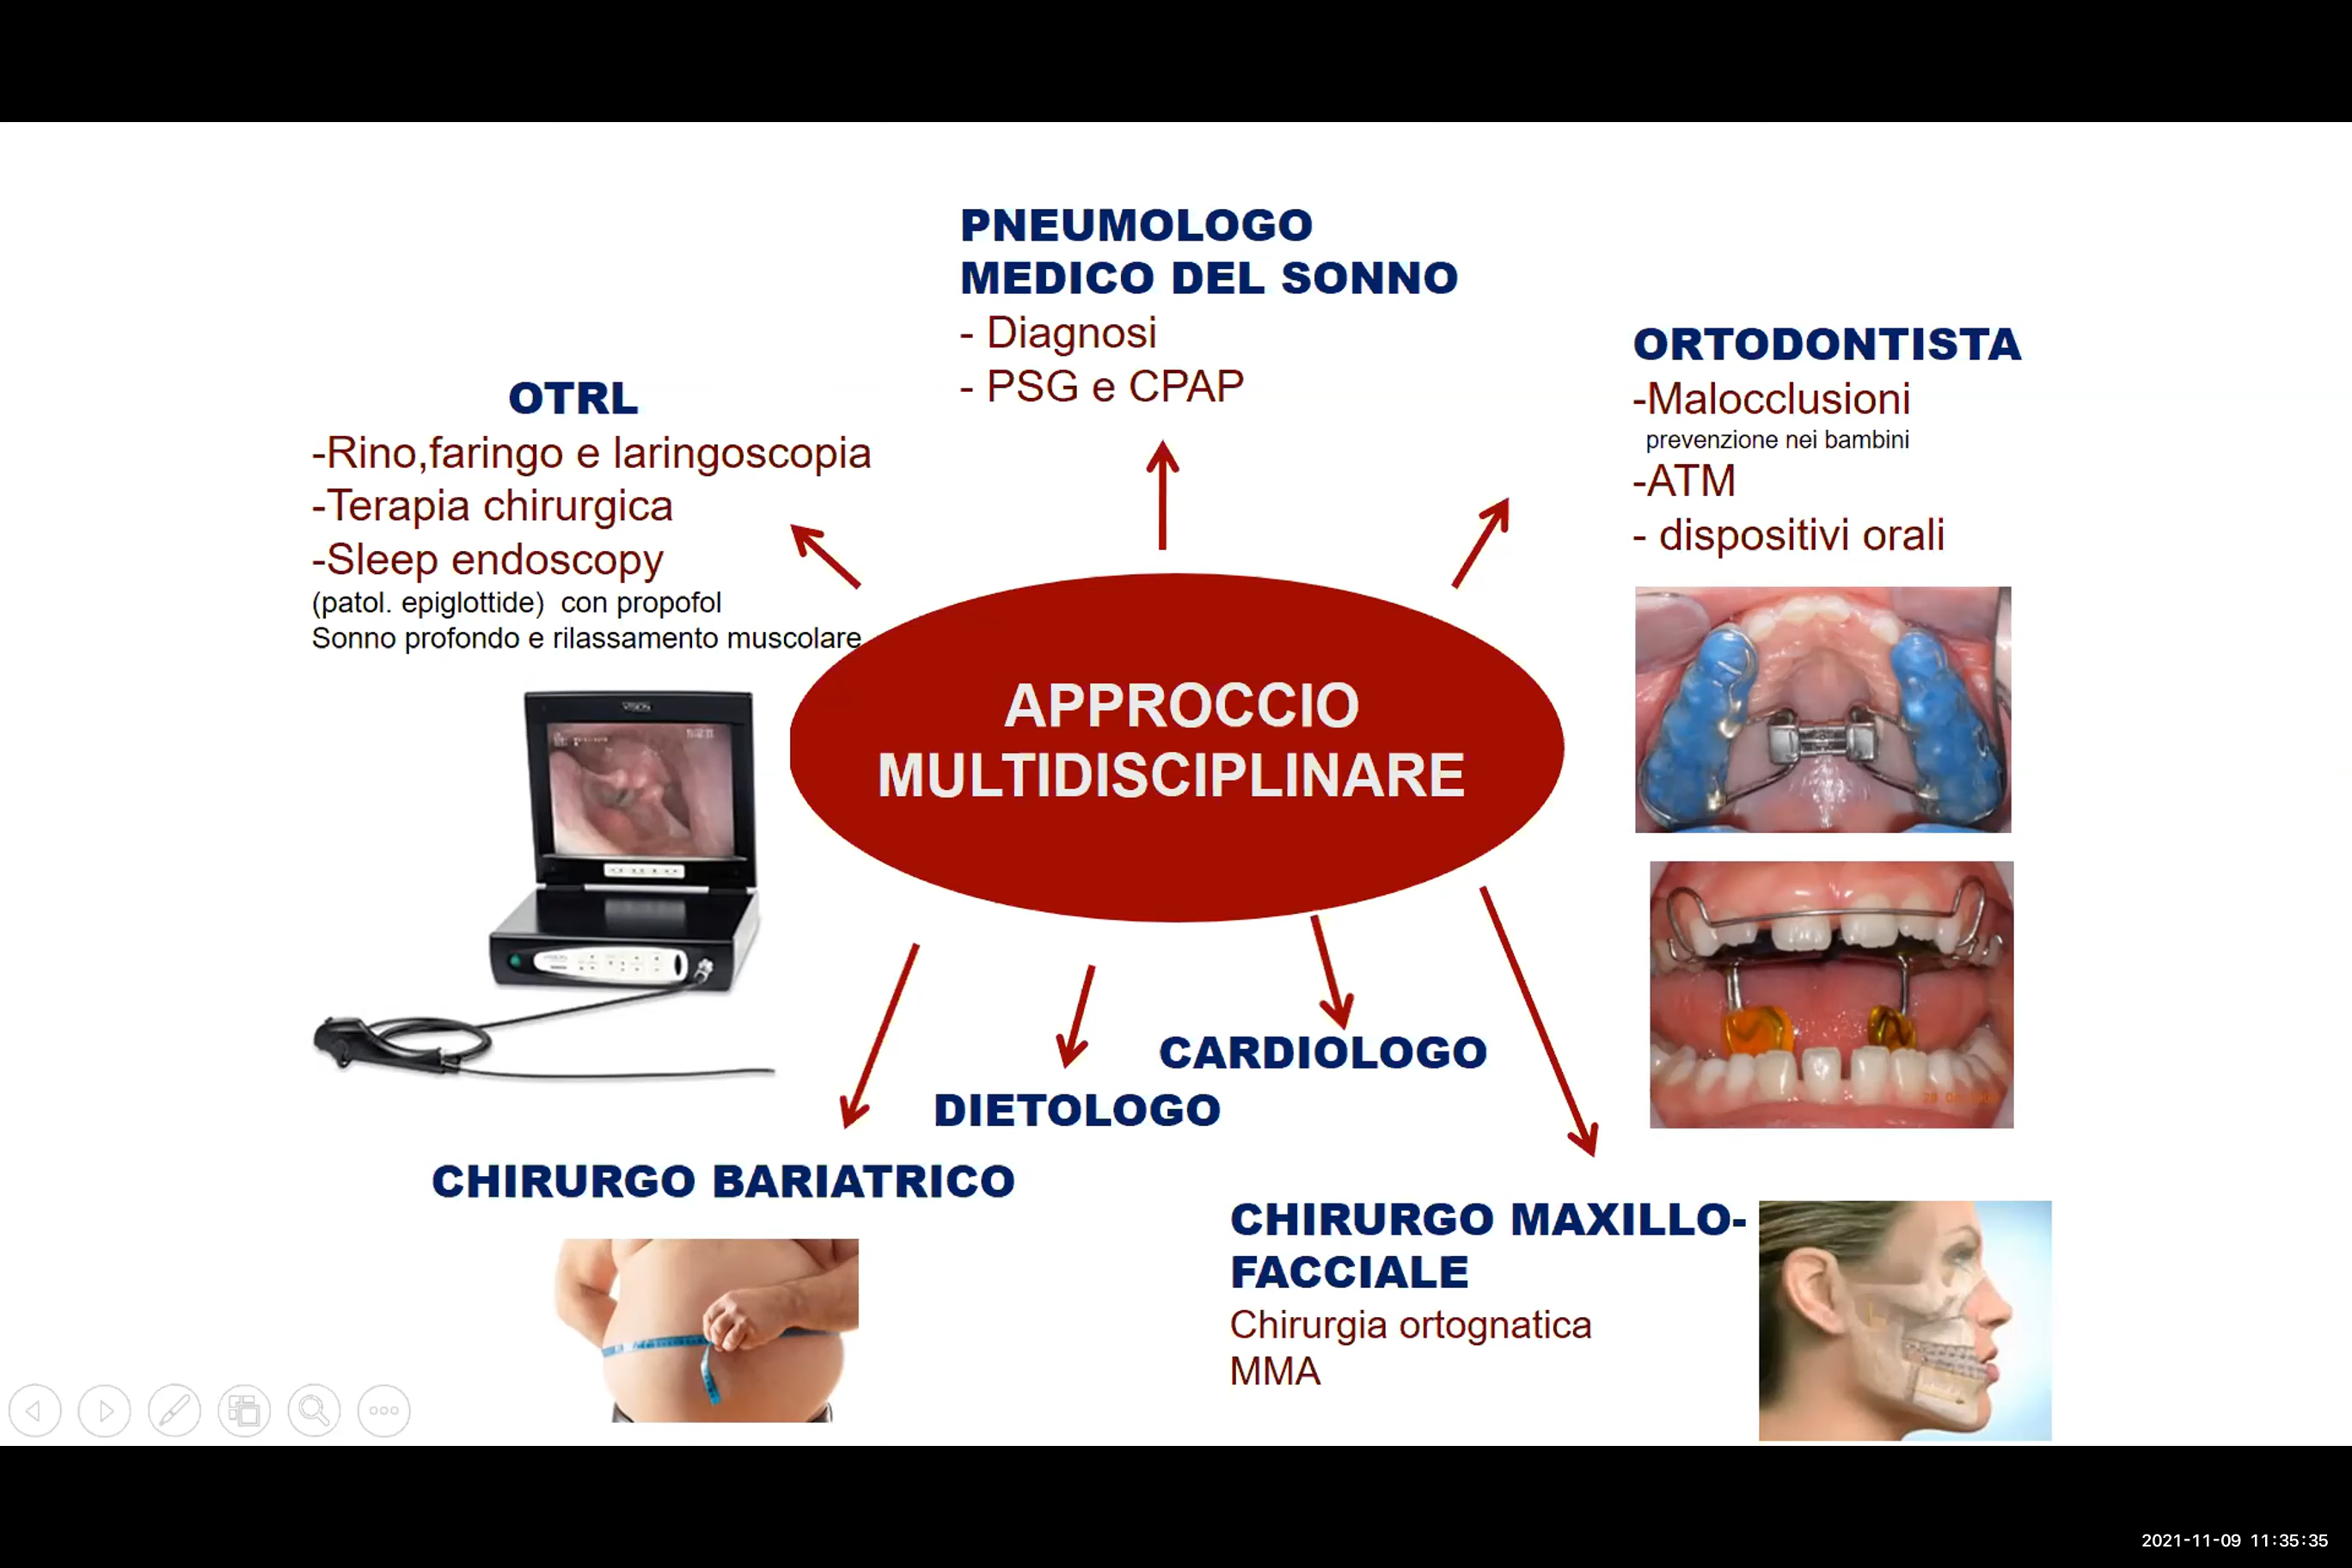 PNEUMOLOGO
MEDICO DEL SONNO
- Diagnosi
- PSG e CPAP
ORTODONTISTA
-Malocclusioni
prevenzione nei bambini
-ATM
- dispositivi orali
OTRL
-Rino,faringo e laringoscopia
-Terapia chirurgica
-Sleep endoscopy
(patol. epiglottide) con propofol
Sonno profondo e rilassamento muscolare
APPROCCIO
MULTIDISCIPLINARE
CARDIOLOGO
DIETOLOGO
CHIRURGO BARIATRICO
CHIRURGO MAXILLO-
FACCIALE
Chirurgia ortognatica
MMA
2021-11-09 11:35:35